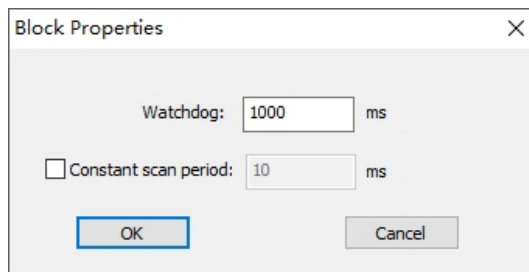 Block Properties
Watchdog: 1000 ms
Constant scan period: 10 ms
OK Cancel